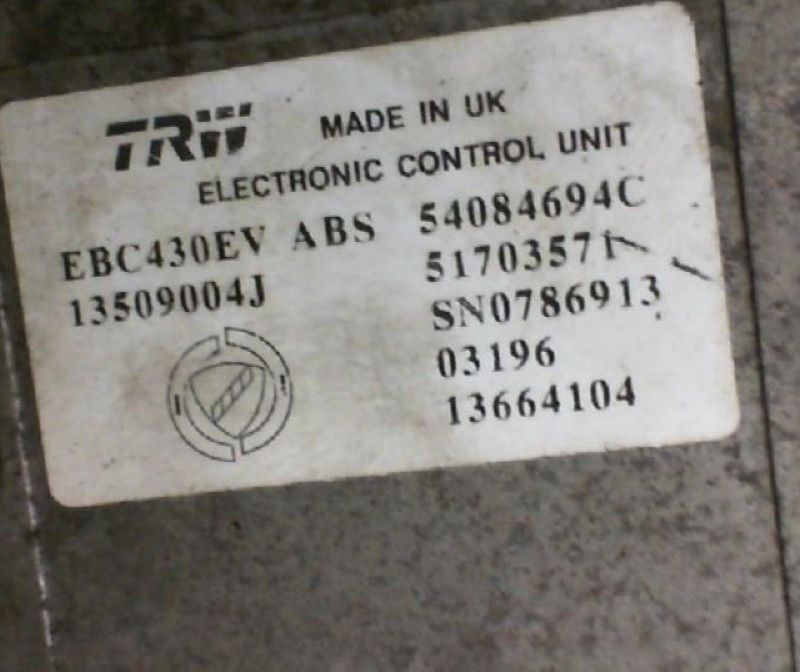 TRW MADE IN UK
ELECTRONIC CONTROL UNIT
EBC430EV ABS 54084694C
13509004J 51703571
SN0786913
03196
13664104